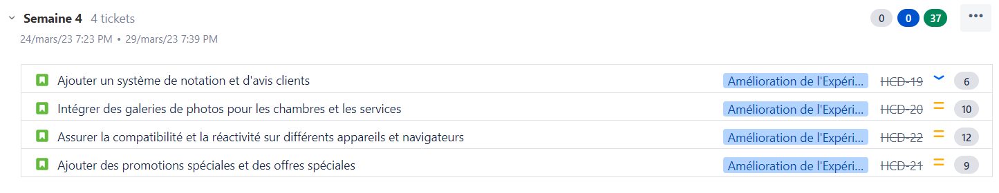 Semaine 4 4 tickets 0 0 37 •••
24/mars/23 7:23 PM • 29/mars/23 7:39 PM
Ajouter un système de notation et d'avis clients Amélioration de l'Expéri... HCD-19 6
Intégrer des galeries de photos pour les chambres et les services Amélioration de l'Expéri... HCD-20 10
Assurer la compatibilité et la réactivité sur différents appareils et navigateurs Amélioration de l'Expéri... HCD-22 12
Ajouter des promotions spéciales et des offres spéciales Amélioration de l'Expéri... HCD-21 9